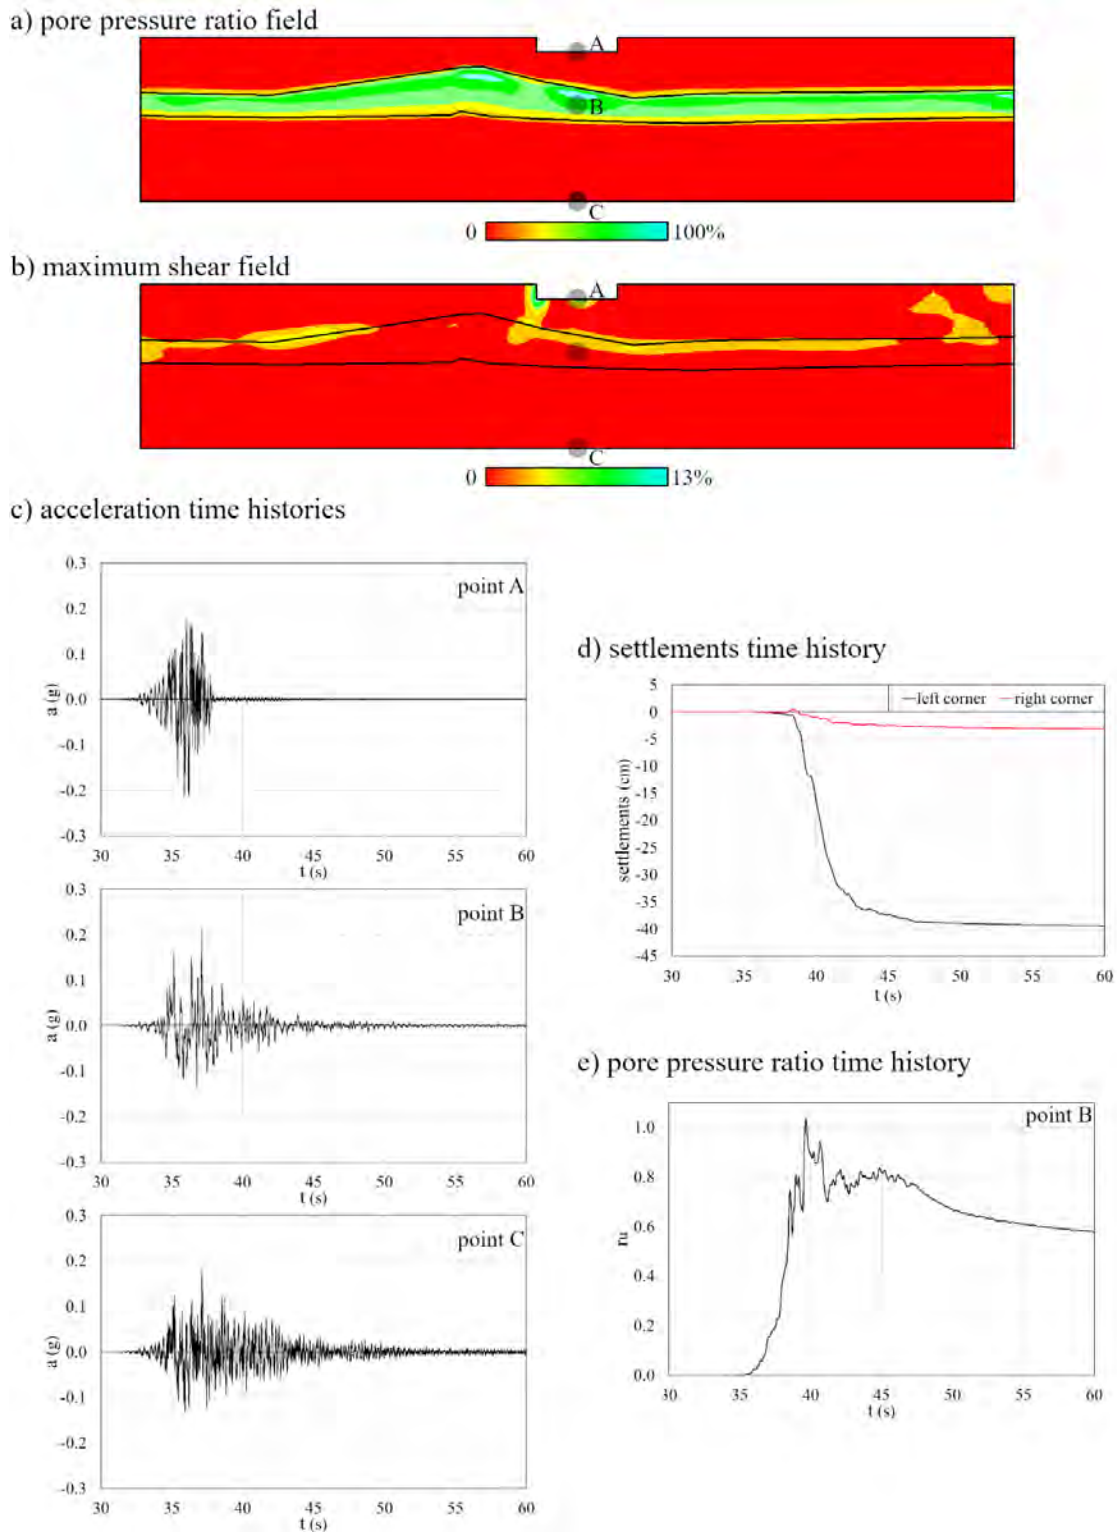 a) pore pressure ratio field
A
B
C
0 100%
b) maximum shear field
A
C
0 13%
c) acceleration time histories
0.3
0.2
0.1
0.0
-0.1
-0.2
-0.3
a (g)
point A
30 35 40 45 50 55 60
t (s)
0.3
0.2
0.1
0.0
-0.1
-0.2
-0.3
a (g)
point B
30 35 40 45 50 55 60
t (s)
0.3
0.2
0.1
0.0
-0.1
-0.2
-0.3
a (g)
point C
30 35 40 45 50 55 60
t (s)
d) settlements time history
5
0
-5
-10
-15
-20
-25
-30
-35
-40
-45
settlements (cm)
left corner right corner
30 35 40 45 50 55 60
t (s)
e) pore pressure ratio time history
point B
1.0
0.8
0.6
0.4
0.2
0.0
ru
30 35 40 45 50 55 60
t (s)